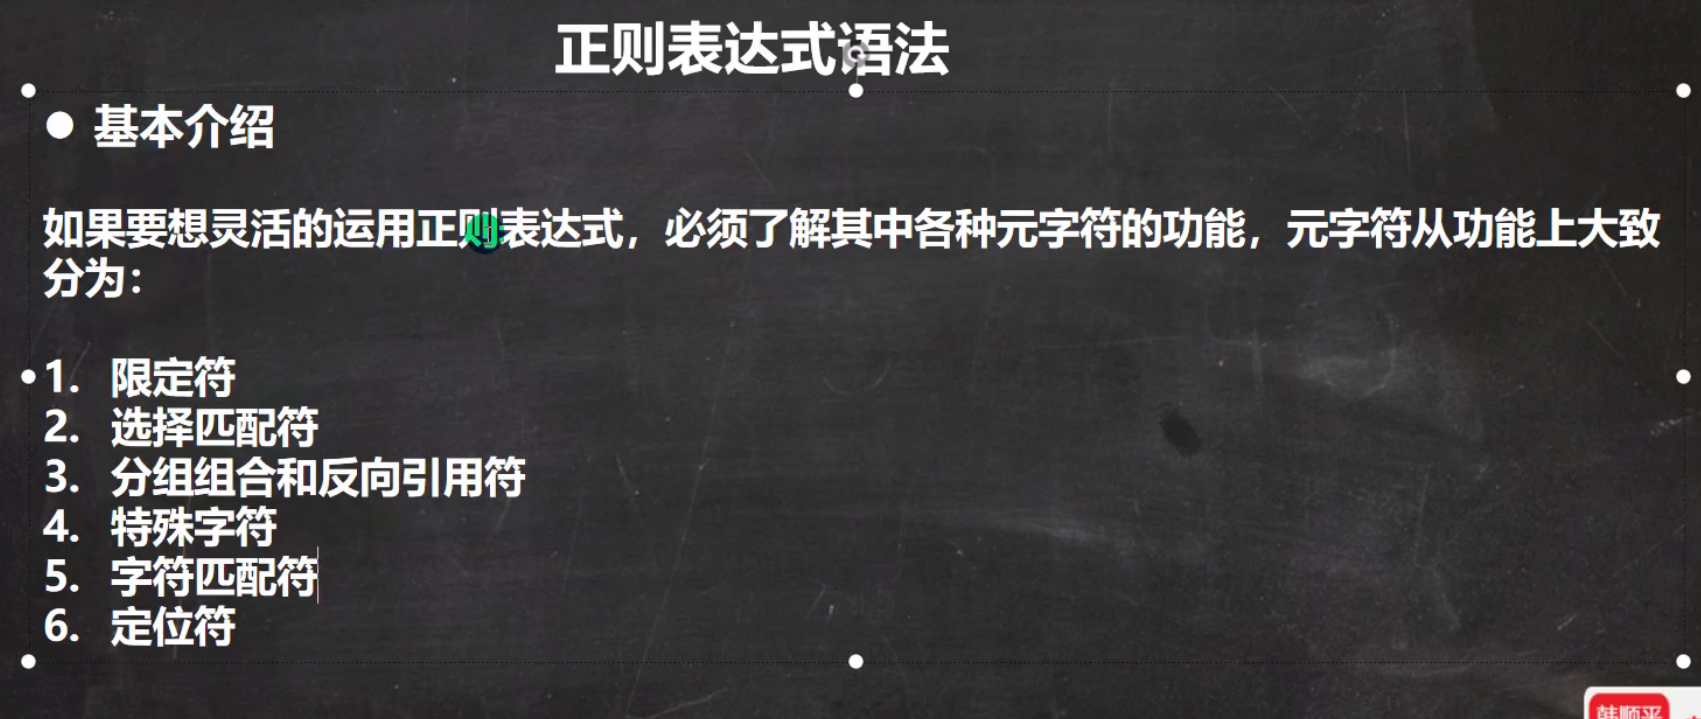 正则表达式语法
● 基本介绍
如果要想灵活的运用正则表达式，必须了解其中各种元字符的功能，元字符从功能上大致
分为：
1. 限定符
2. 选择匹配符
3. 分组组合和反向引用符
4. 特殊字符
5. 字符匹配符
6. 定位符
韩顺平